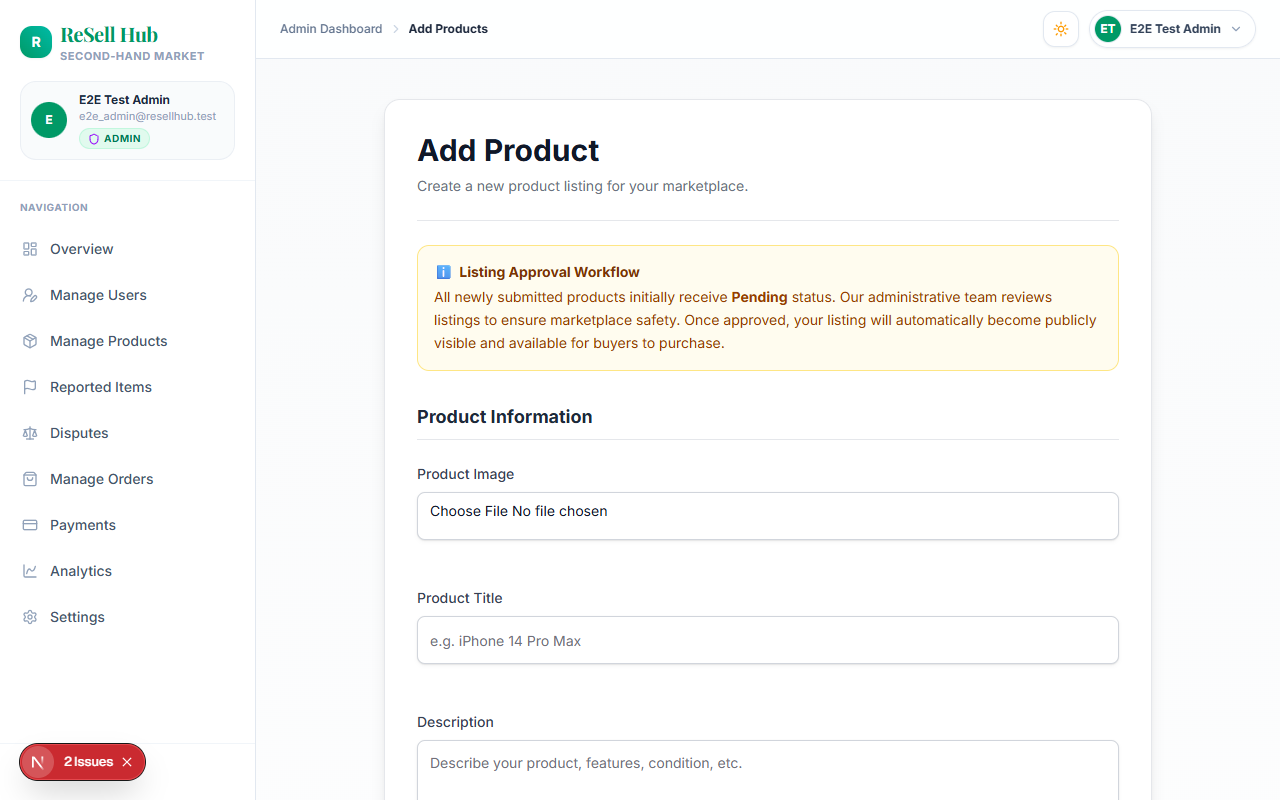 R
ReSell Hub
SECOND-HAND MARKET
E
E2E Test Admin
e2e_admin@resellhub.test
ADMIN
NAVIGATION
Overview
Manage Users
Manage Products
Reported Items
Disputes
Manage Orders
Payments
Analytics
Settings
N
2 Issues
Admin Dashboard
Add Products
ET
E2E Test Admin
Add Product
Create a new product listing for your marketplace.
Listing Approval Workflow
All newly submitted products initially receive Pending status. Our administrative team reviews
listings to ensure marketplace safety. Once approved, your listing will automatically become publicly
visible and available for buyers to purchase.
Product Information
Product Image
Choose File No file chosen
Product Title
e.g. iPhone 14 Pro Max
Description
Describe your product, features, condition, etc.